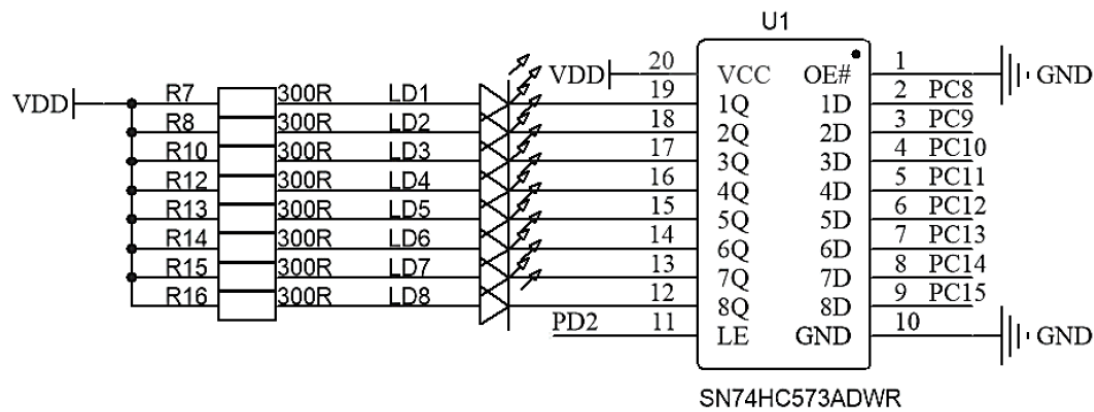 U1
VDD 20 VCC OE# 1 GND
VDD R7 300R LD1 19 1Q 1D 2 PC8
R8 300R LD2 18 2Q 2D 3 PC9
R10 300R LD3 17 3Q 3D 4 PC10
R12 300R LD4 16 4Q 4D 5 PC11
R13 300R LD5 15 5Q 5D 6 PC12
R14 300R LD6 14 6Q 6D 7 PC13
R15 300R LD7 13 7Q 7D 8 PC14
R16 300R LD8 12 8Q 8D 9 PC15
PD2 11 LE GND 10 GND
SN74HC573ADWR